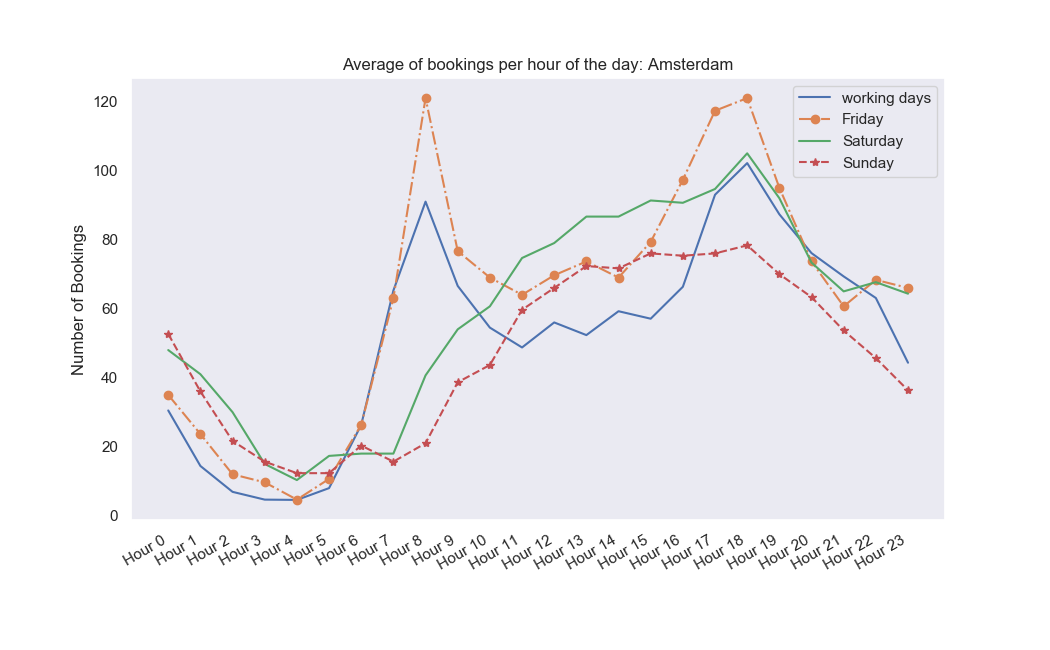 Average of bookings per hour of the day: Amsterdam
working days
Friday
Saturday
Sunday
Number of Bookings
120
100
80
60
40
20
0
Hour 0
Hour 1
Hour 2
Hour 3
Hour 4
Hour 5
Hour 6
Hour 7
Hour 8
Hour 9
Hour 10
Hour 11
Hour 12
Hour 13
Hour 14
Hour 15
Hour 16
Hour 17
Hour 18
Hour 19
Hour 20
Hour 21
Hour 22
Hour 23